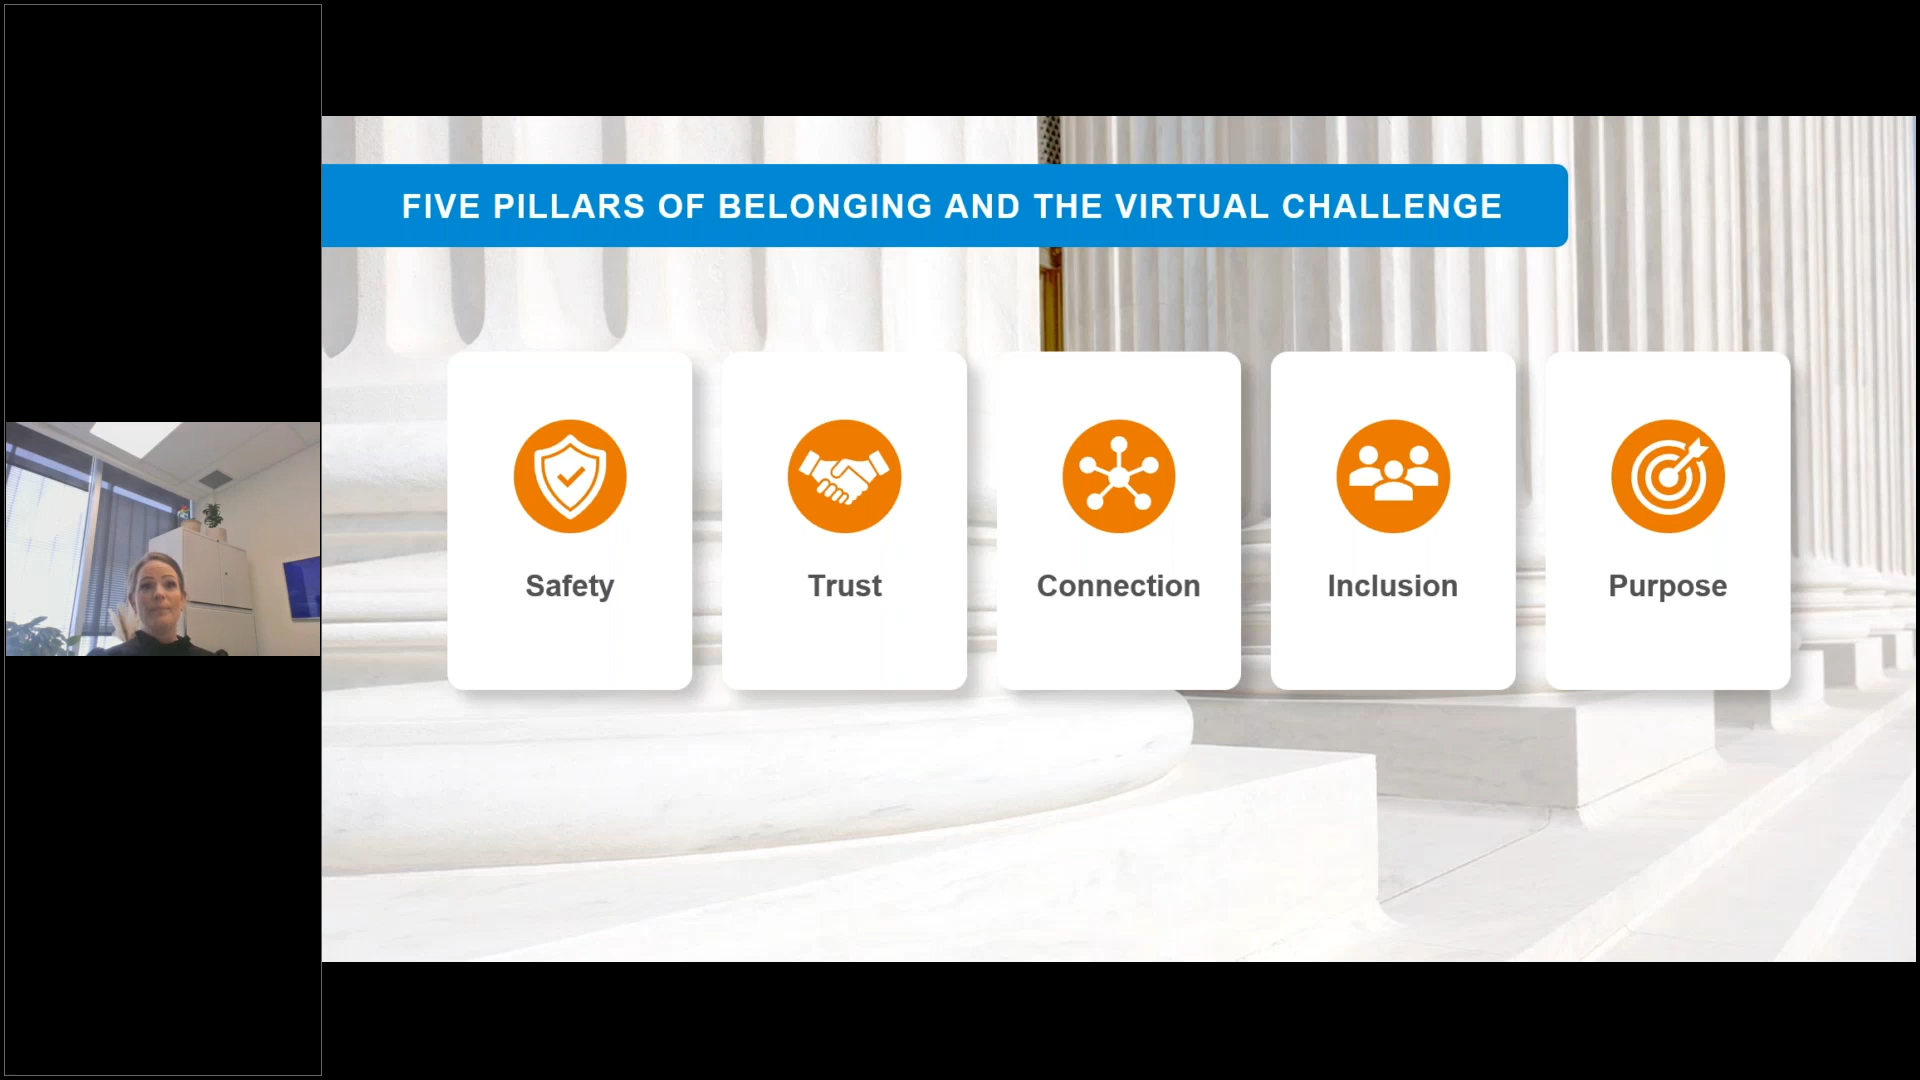 FIVE PILLARS OF BELONGING AND THE VIRTUAL CHALLENGE
Safety
Trust
Connection
Inclusion
Purpose